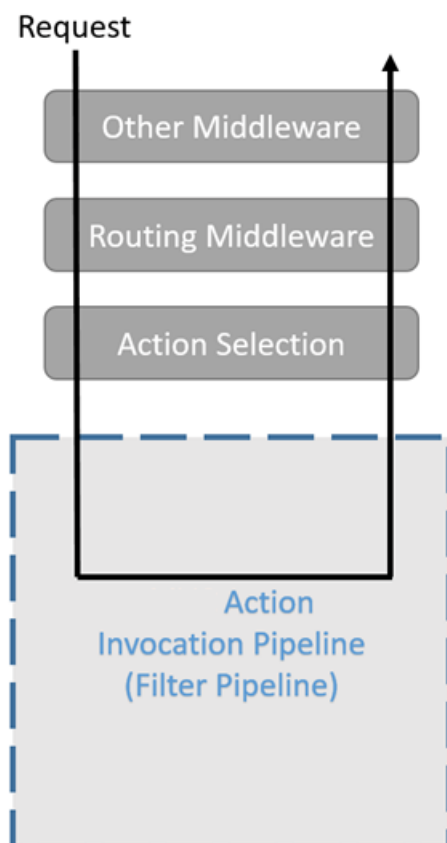 Request
Other Middleware
Routing Middleware
Action Selection
Action
Invocation Pipeline
(Filter Pipeline)